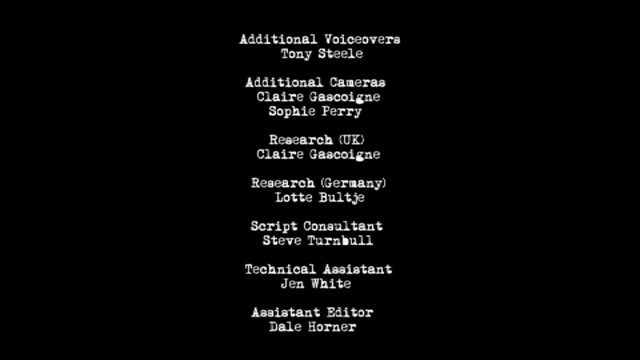 Additional Voiceovers
Tony Steele
Additional Cameras
Claire Gascoigne
Sophie Perry
Research (UK)
Claire Gascoigne
Research (Germany)
Lotte Bultje
Script Consultant
Steve Turnbull
Technical Assistant
Jen White
Assistant Editor
Dale Horner